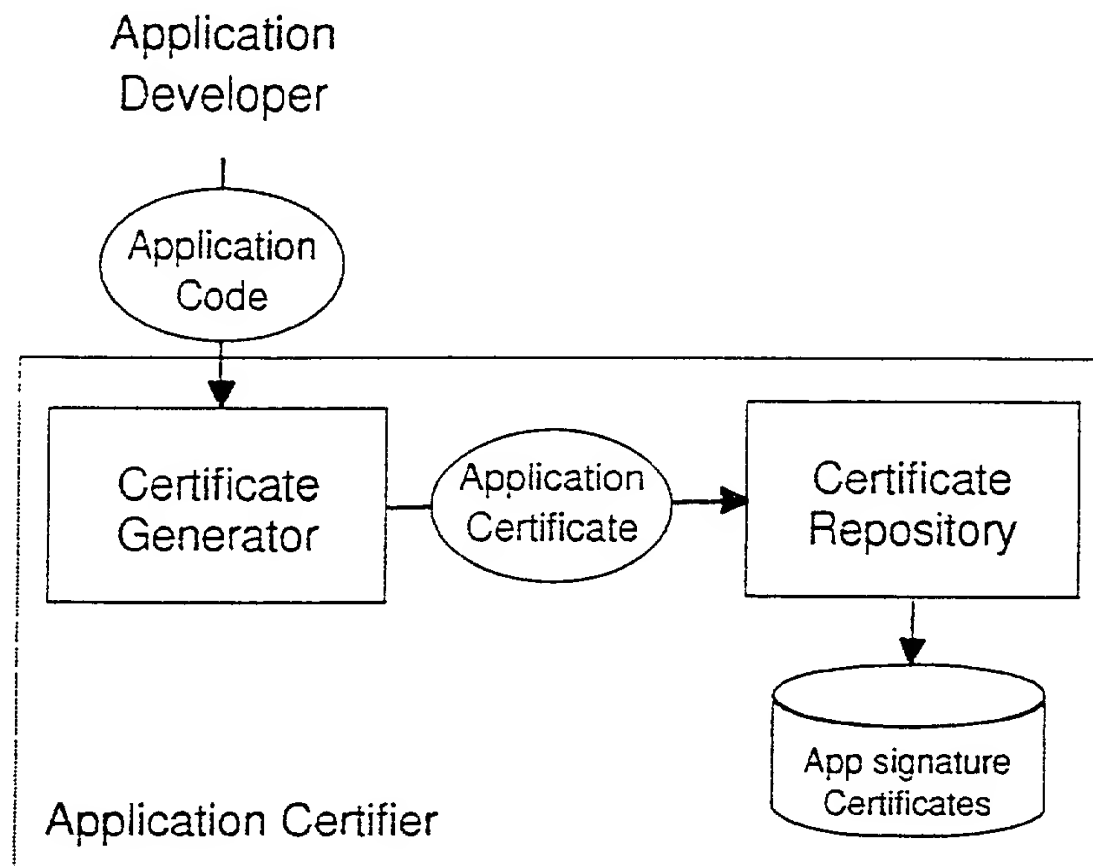 Application
Developer
Application
Code
Certificate
Generator
Application
Certificate
Certificate
Repository
App signature
Certificates
Application Certifier